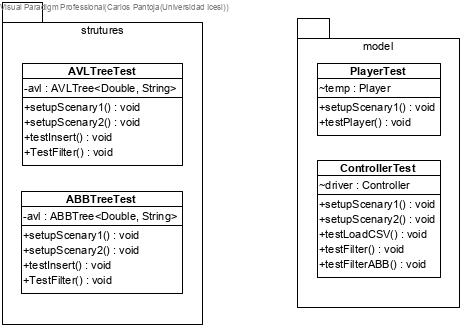 Visual Paradigm Professional(Carlos Pantoja(Universidad Icesi))
strutures
AVLTreeTest
-avl : AVLTree<Double, String>
+setupScenary1() : void
+setupScenary2() : void
+testInsert() : void
+TestFilter() : void
ABBTreeTest
-avl : ABBTree<Double, String>
+setupScenary1() : void
+setupScenary2() : void
+testInsert() : void
+TestFilter() : void
model
PlayerTest
~temp : Player
+setupScenary1() : void
+testPlayer() : void
ControllerTest
~driver : Controller
+setupScenary1() : void
+setupScenary2() : void
+testLoadCSV() : void
+testFilter() : void
+testFilterABB() : void